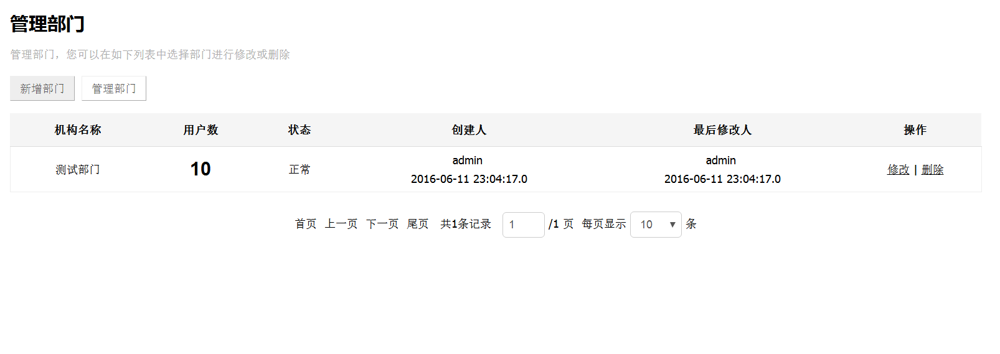 管理部门
管理部门，您可以在如下列表中选择部门进行修改或删除
新增部门 管理部门
机构名称 用户数 状态 创建人 最后修改人 操作
测试部门 10 正常 admin 2016-06-11 23:04:17.0 admin 2016-06-11 23:04:17.0 修改 | 删除
首页 上一页 下一页 尾页 共1条记录 1 /1 页 每页显示 10 ▼ 条